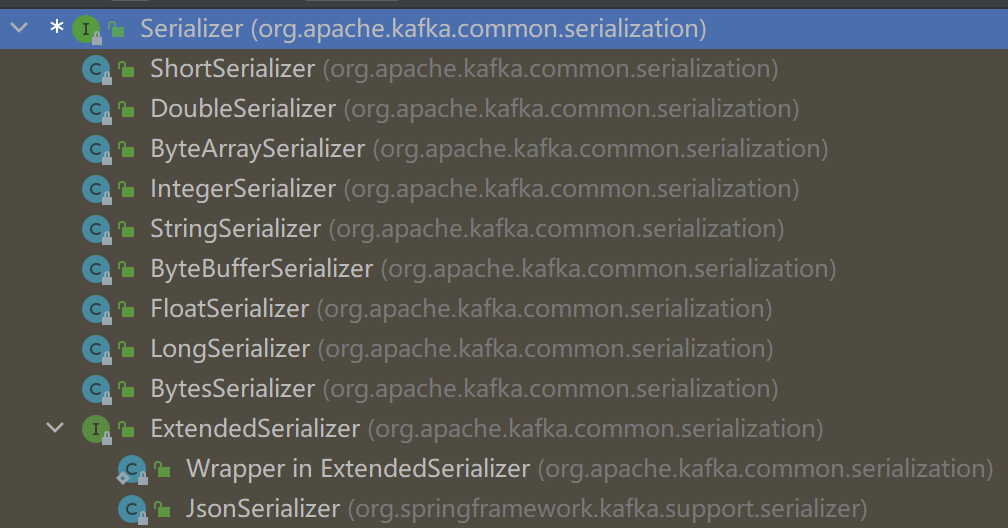 * I Serializer (org.apache.kafka.common.serialization)
C ShortSerializer (org.apache.kafka.common.serialization)
C DoubleSerializer (org.apache.kafka.common.serialization)
C ByteArraySerializer (org.apache.kafka.common.serialization)
C IntegerSerializer (org.apache.kafka.common.serialization)
C StringSerializer (org.apache.kafka.common.serialization)
C ByteBufferSerializer (org.apache.kafka.common.serialization)
C FloatSerializer (org.apache.kafka.common.serialization)
C LongSerializer (org.apache.kafka.common.serialization)
C BytesSerializer (org.apache.kafka.common.serialization)
I ExtendedSerializer (org.apache.kafka.common.serialization)
C Wrapper in ExtendedSerializer (org.apache.kafka.common.serialization)
C JsonSerializer (org.springframework.kafka.support.serializer)